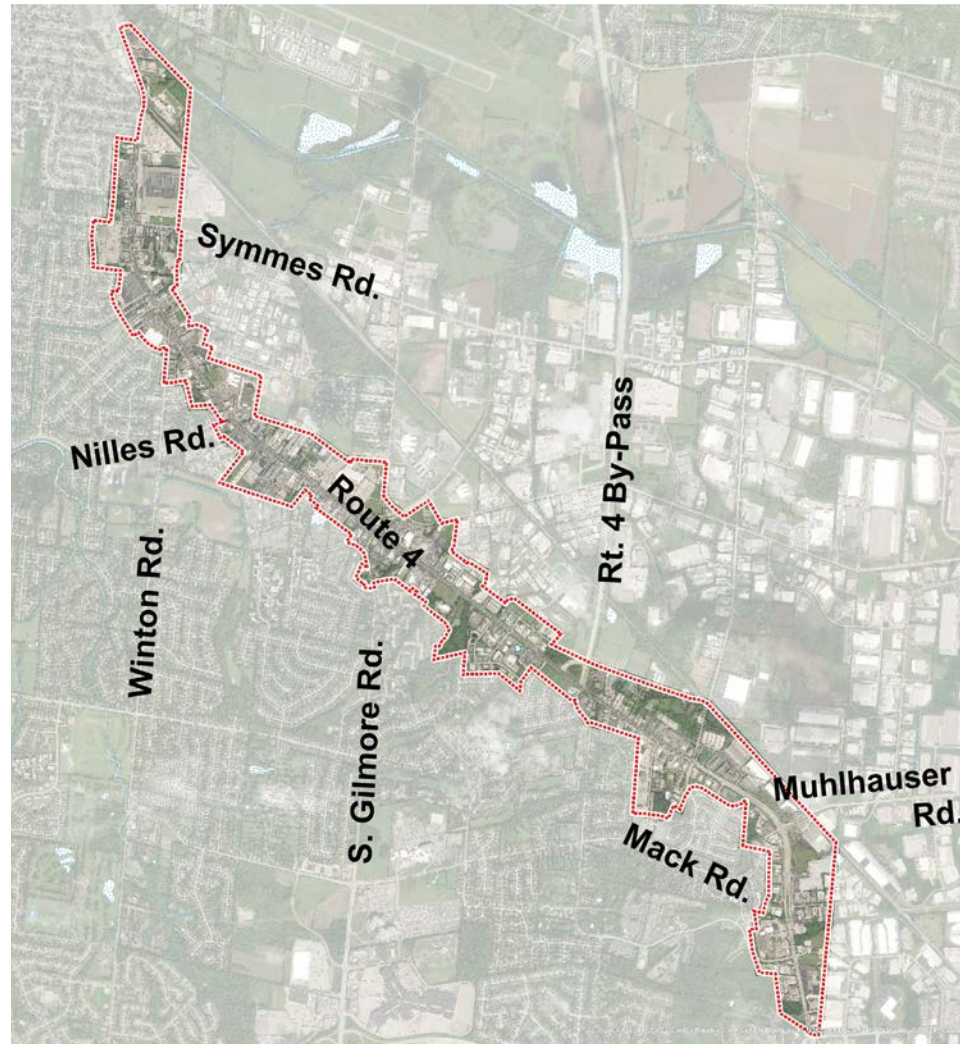 Symmes Rd.
Nilles Rd.
Route 4
Rt. 4 By-Pass
Winton Rd.
S. Gilmore Rd.
Muhlhauser
Rd.
Mack Rd.